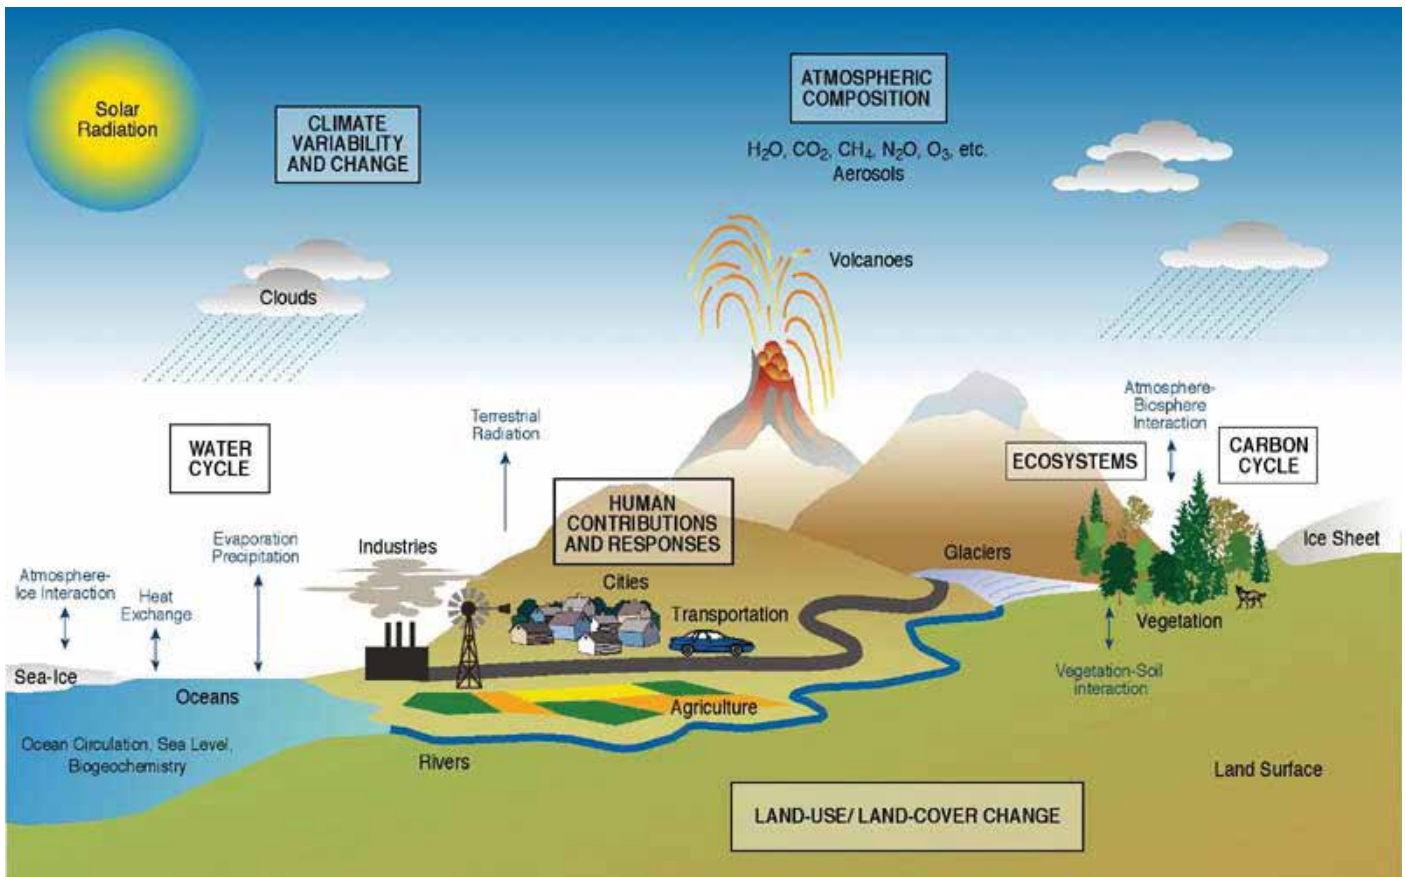 Solar
Radiation
CLIMATE
VARIABILITY
AND CHANGE
ATMOSPHERIC
COMPOSITION
H₂O, CO₂, CH₄, N₂O, O₃, etc.
Aerosols
Volcanoes
Clouds
Atmosphere-
Biosphere
Interaction
Terrestrial
Radiation
WATER
CYCLE
ECOSYSTEMS
CARBON
CYCLE
HUMAN
CONTRIBUTIONS
AND RESPONSES
Evaporation
Precipitation
Industries
Glaciers
Ice Sheet
Atmosphere-
Ice Interaction
Heat
Exchange
Cities
Transportation
Vegetation
Sea-Ice
Oceans
Vegetation-Soil
interaction
Agriculture
Ocean Circulation, Sea Level,
Biogeochemistry
Rivers
Land Surface
LAND-USE/ LAND-COVER CHANGE